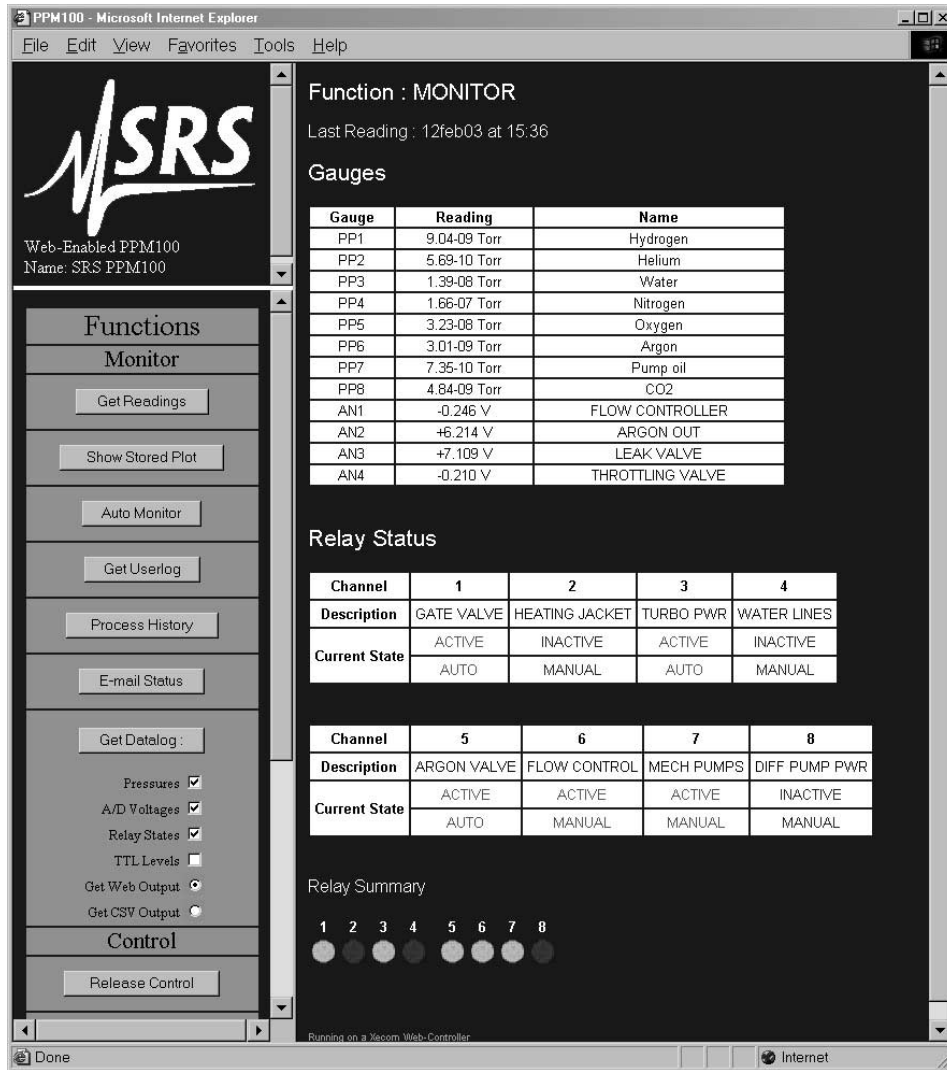 PPM100 - Microsoft Internet Explorer
File Edit View Favorites Tools Help
SRS
Web-Enabled PPM100
Name: SRS PPM100
Functions
Monitor
Get Readings
Show Stored Plot
Auto Monitor
Get Userlog
Process History
E-mail Status
Get Datalog :
Pressures
A/D Voltages
Relay States
TTL Levels
Get Web Output
Get CSV Output
Control
Release Control
Function : MONITOR
Last Reading : 12feb03 at 15:36
Gauges
Gauge Reading Name
PP1 9.04-09 Torr Hydrogen
PP2 5.69-10 Torr Helium
PP3 1.39-08 Torr Water
PP4 1.66-07 Torr Nitrogen
PP5 3.23-08 Torr Oxygen
PP6 3.01-09 Torr Argon
PP7 7.35-10 Torr Pump oil
PP8 4.84-09 Torr CO2
AN1 -0.246 V FLOW CONTROLLER
AN2 +6.214 V ARGON OUT
AN3 +7.109 V LEAK VALVE
AN4 -0.210 V THROTTLING VALVE
Relay Status
Channel 1 2 3 4
Description GATE VALVE HEATING JACKET TURBO PWR WATER LINES
Current State ACTIVE INACTIVE ACTIVE INACTIVE
AUTO MANUAL AUTO MANUAL
Channel 5 6 7 8
Description ARGON VALVE FLOW CONTROL MECH PUMPS DIFF PUMP PWR
Current State ACTIVE ACTIVE ACTIVE INACTIVE
AUTO MANUAL MANUAL MANUAL
Relay Summary
1 2 3 4 5 6 7 8
Running on a Xecom Web-Controller
Done Internet